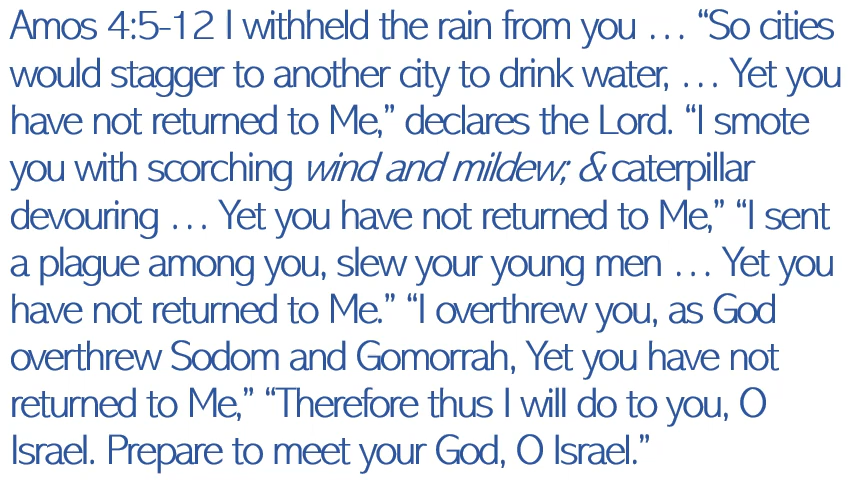 Amos 4:5-12 I withheld the rain from you … “So cities
would stagger to another city to drink water, … Yet you
have not returned to Me,” declares the Lord. “I smote
you with scorching wind and mildew; & caterpillar
devouring … Yet you have not returned to Me,” “I sent
a plague among you, slew your young men … Yet you
have not returned to Me.” “I overthrew you, as God
overthrew Sodom and Gomorrah, Yet you have not
returned to Me,” “Therefore thus I will do to you, O
Israel. Prepare to meet your God, O Israel.”